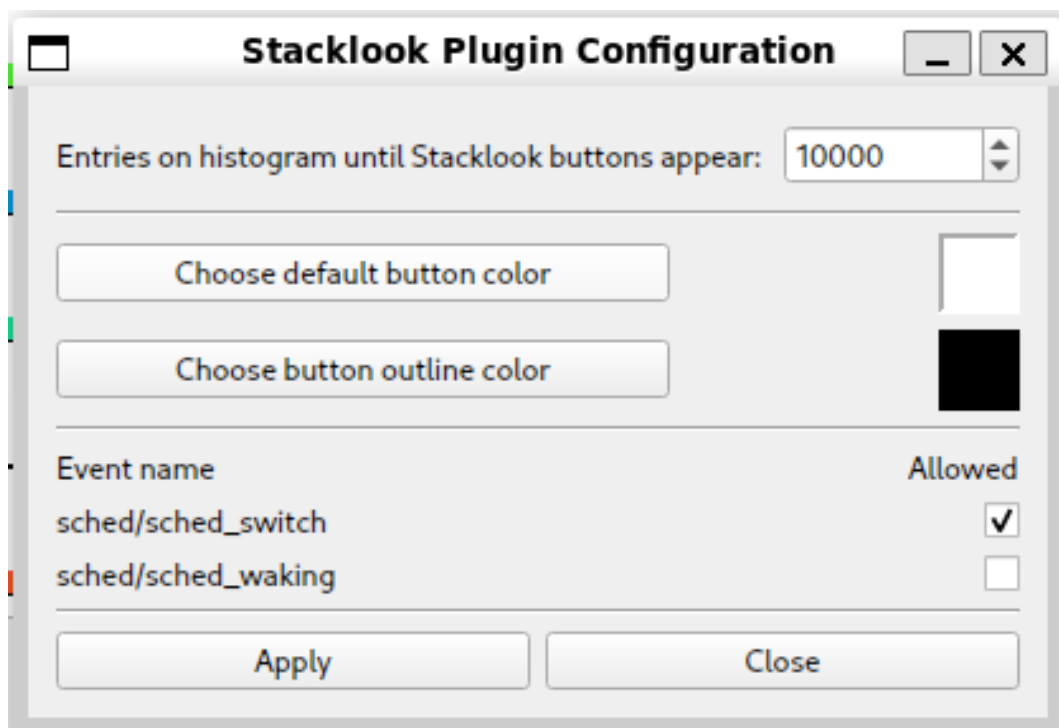 Stacklook Plugin Configuration
Entries on histogram until Stacklook buttons appear: 10000
Choose default button color
Choose button outline color
Event name Allowed
sched/sched_switch
sched/sched_waking
Apply Close